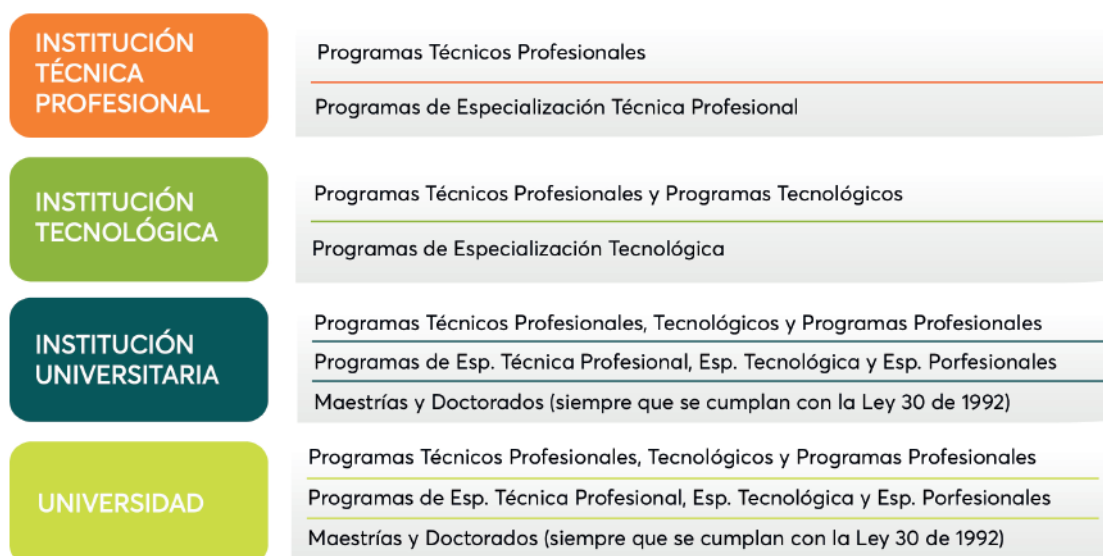 INSTITUCIÓN
TÉCNICA
PROFESIONAL
Programas Técnicos Profesionales
Programas de Especialización Técnica Profesional
INSTITUCIÓN
TECNOLÓGICA
Programas Técnicos Profesionales y Programas Tecnológicos
Programas de Especialización Tecnológica
INSTITUCIÓN
UNIVERSITARIA
Programas Técnicos Profesionales, Tecnológicos y Programas Profesionales
Programas de Esp. Técnica Profesional, Esp. Tecnológica y Esp. Porfesionales
Maestrías y Doctorados (siempre que se cumplan con la Ley 30 de 1992)
UNIVERSIDAD
Programas Técnicos Profesionales, Tecnológicos y Programas Profesionales
Programas de Esp. Técnica Profesional, Esp. Tecnológica y Esp. Porfesionales
Maestrías y Doctorados (siempre que se cumplan con la Ley 30 de 1992)